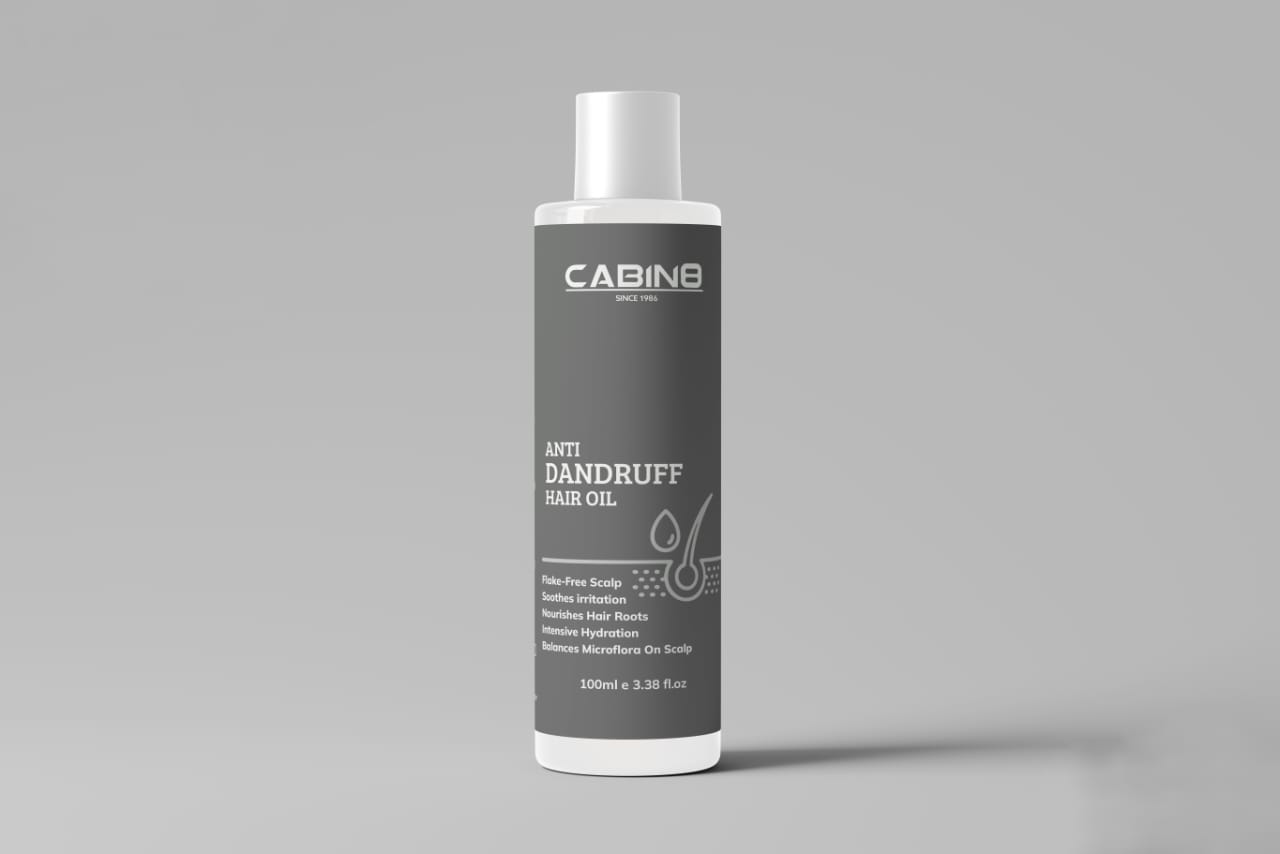 CABIN8
SINCE 1986
ANTI
DANDRUFF
HAIR OIL
Flake-Free Scalp
Soothes irritation
Nourishes Hair Roots
Intensive Hydration
Balances Microflora On Scalp
100ml e 3.38 fl.oz